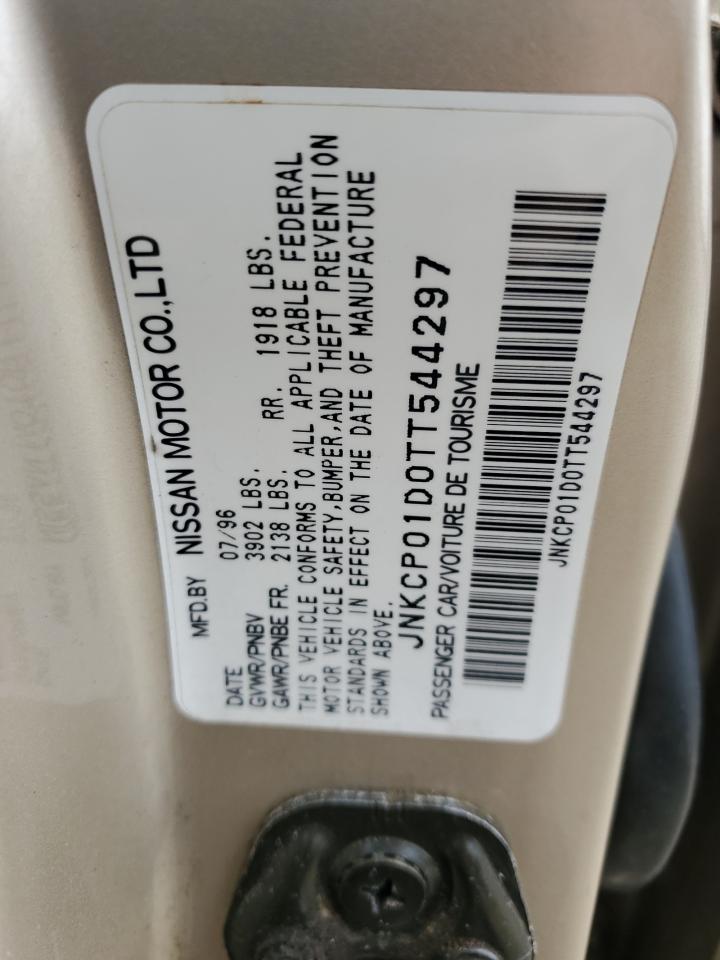 MFD.BY NISSAN MOTOR CO.,LTD
DATE 07/96
GVWR/PNBV 3902 LBS.
GAWR/PNBE FR. 2138 LBS. RR. 1918 LBS.
THIS VEHICLE CONFORMS TO ALL APPLICABLE FEDERAL
MOTOR VEHICLE SAFETY,BUMPER,AND THEFT PREVENTION
STANDARDS IN EFFECT ON THE DATE OF MANUFACTURE
SHOWN ABOVE.
JNKCP01D0TT544297
PASSENGER CAR/VOITURE DE TOURISME
JNKCP01D0TT544297